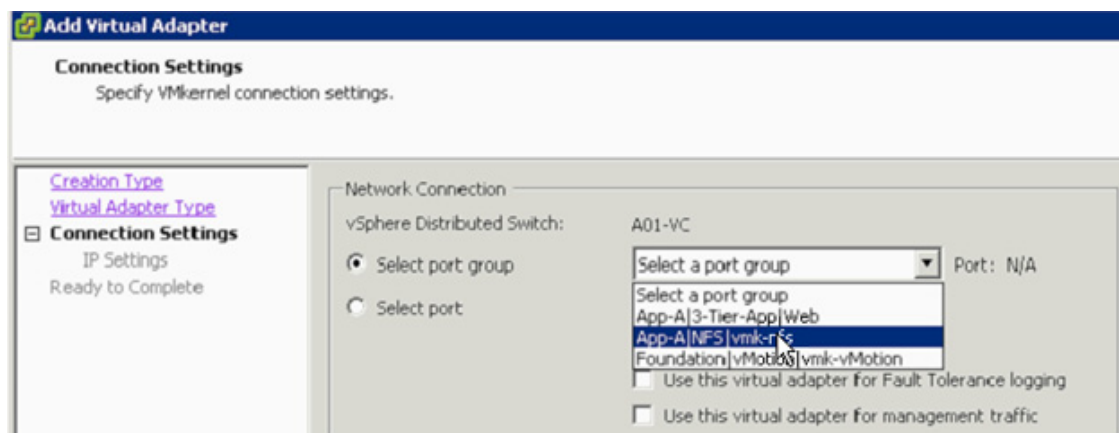 Add Virtual Adapter
Connection Settings
Specify VMkernel connection settings.
Creation Type
Virtual Adapter Type
Connection Settings
IP Settings
Ready to Complete
Network Connection
vSphere Distributed Switch: A01-VC
Select port group Select a port group Port: N/A
Select port Select a port group
App-A|3-Tier-App|Web
App-A|NFS|vmk-nfs
Foundation|vMotion|vmk-vMotion
Use this virtual adapter for Fault Tolerance logging
Use this virtual adapter for management traffic